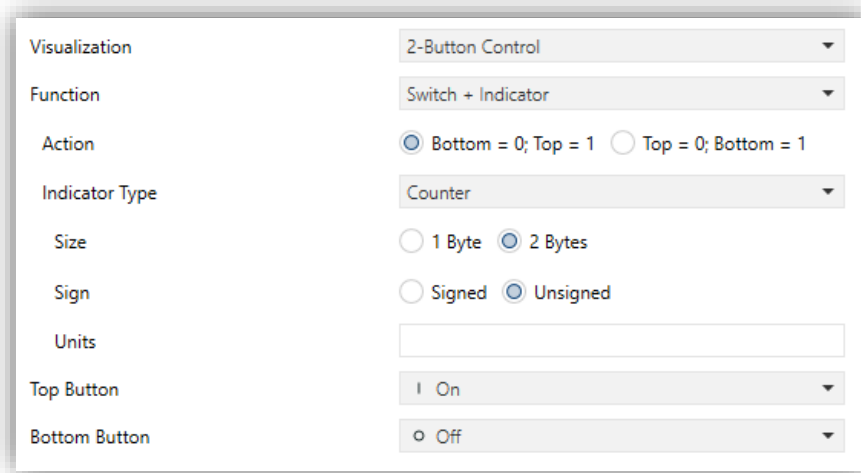 Visualization 2-Button Control
Function Switch + Indicator
Action Bottom = 0; Top = 1 Top = 0; Bottom = 1
Indicator Type Counter
Size 1 Byte 2 Bytes
Sign Signed Unsigned
Units
Top Button On
Bottom Button Off